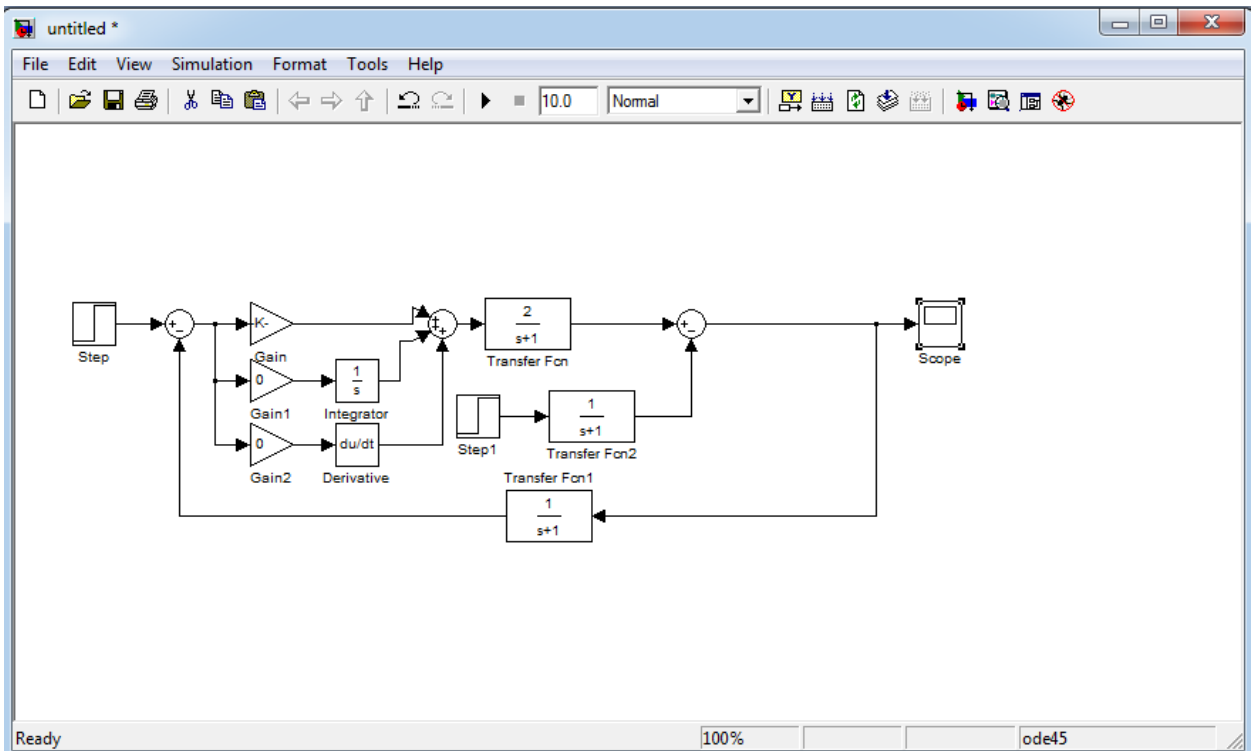 untitled *
File Edit View Simulation Format Tools Help
10.0 Normal
Step
+
-
-K-
Gain
0
Gain1
1
s
Integrator
0
Gain2
du/dt
Derivative
+
+
+
2
s+1
Transfer Fcn
Step1
1
s+1
Transfer Fcn2
+
-
Scope
Transfer Fcn1
1
s+1
Ready 100% ode45